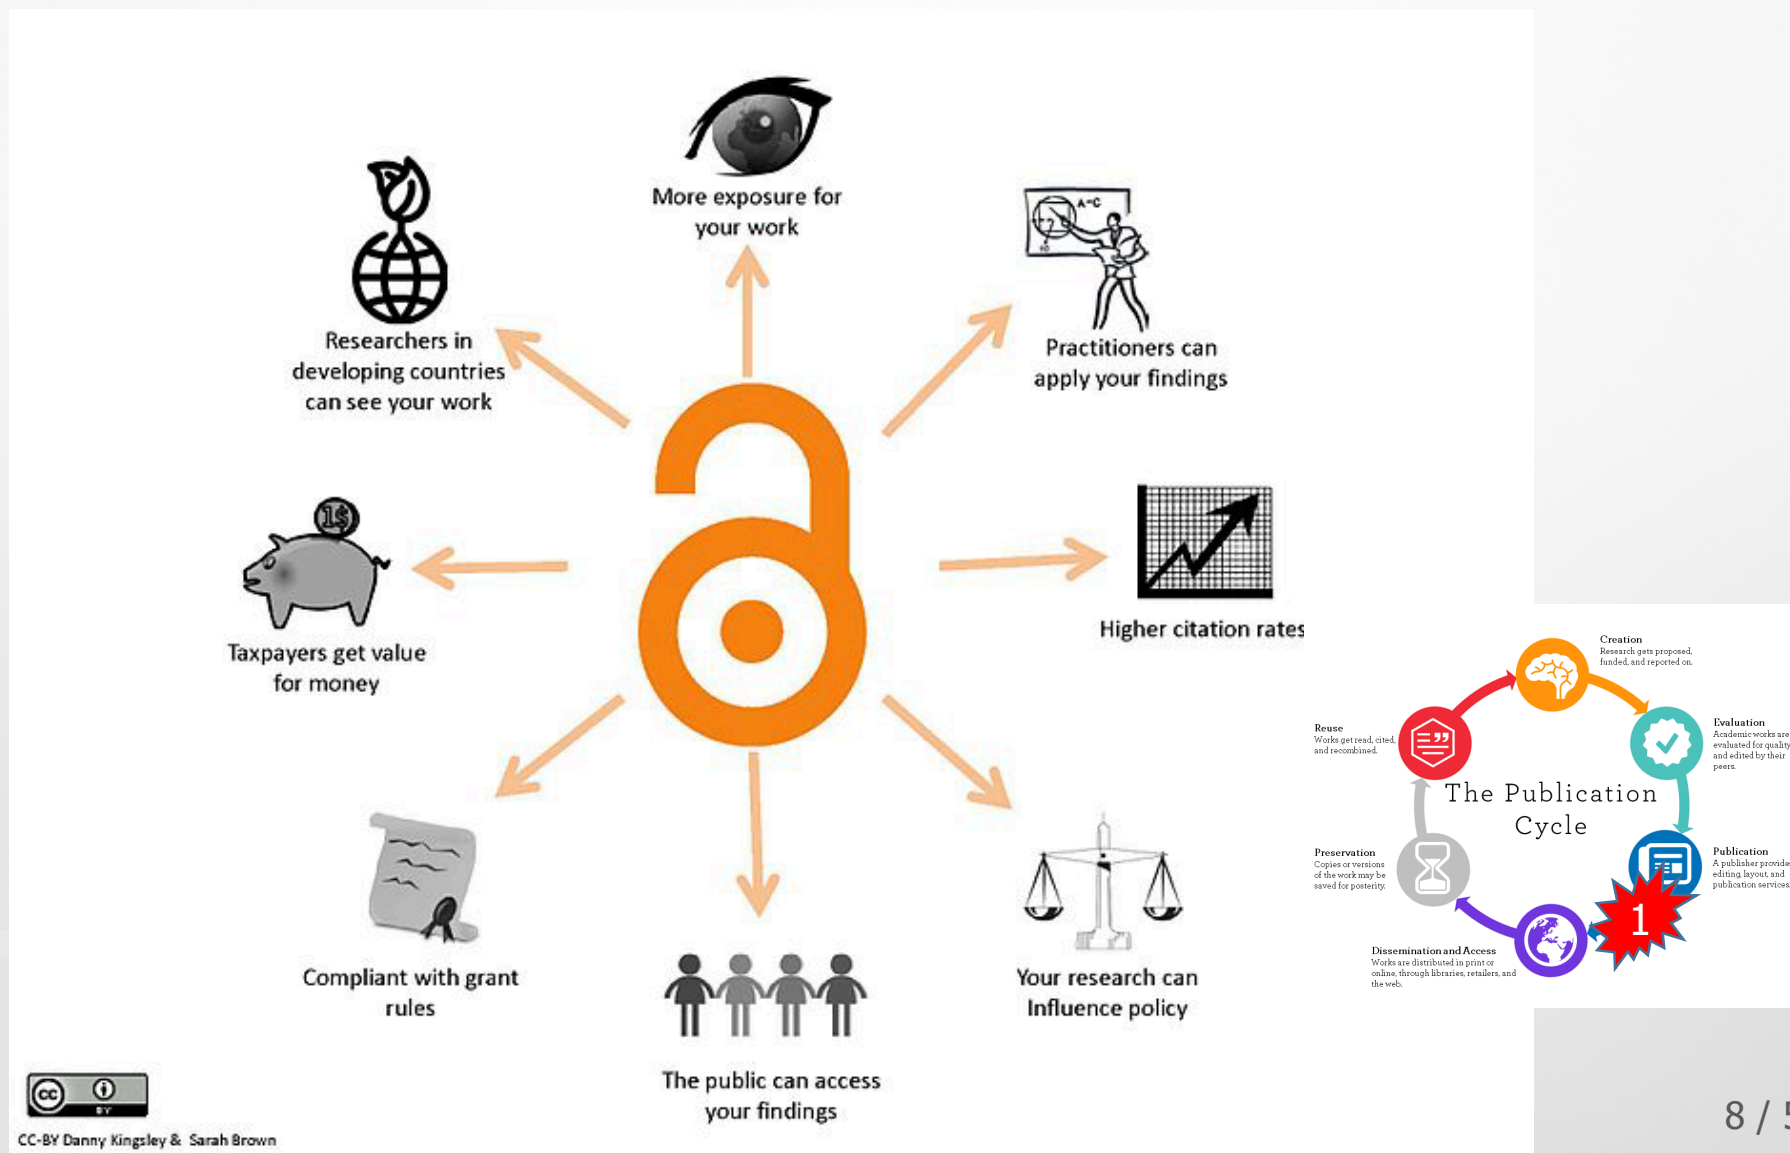 More exposure for
your work
A=C
Researchers in
developing countries
can see your work
Practitioners can
apply your findings
1$
Taxpayers get value
for money
Higher citation rates
Compliant with grant
rules
The public can access
your findings
Your research can
Influence policy
cc
BY
CC-BY Danny Kingsley & Sarah Brown
Creation
Research gets proposed,
funded, and reported on.
Evaluation
Academic works are
evaluated for quality
and edited by their
peers.
Reuse
Works get read, cited,
and recombined.
The Publication
Cycle
Publication
A publisher provides
editing, layout, and
publication services.
Preservation
Copies or versions
of the work may be
saved for posterity.
1
Dissemination and Access
Works are distributed in print or
online, through libraries, retailers, and
the web.
8 / 5